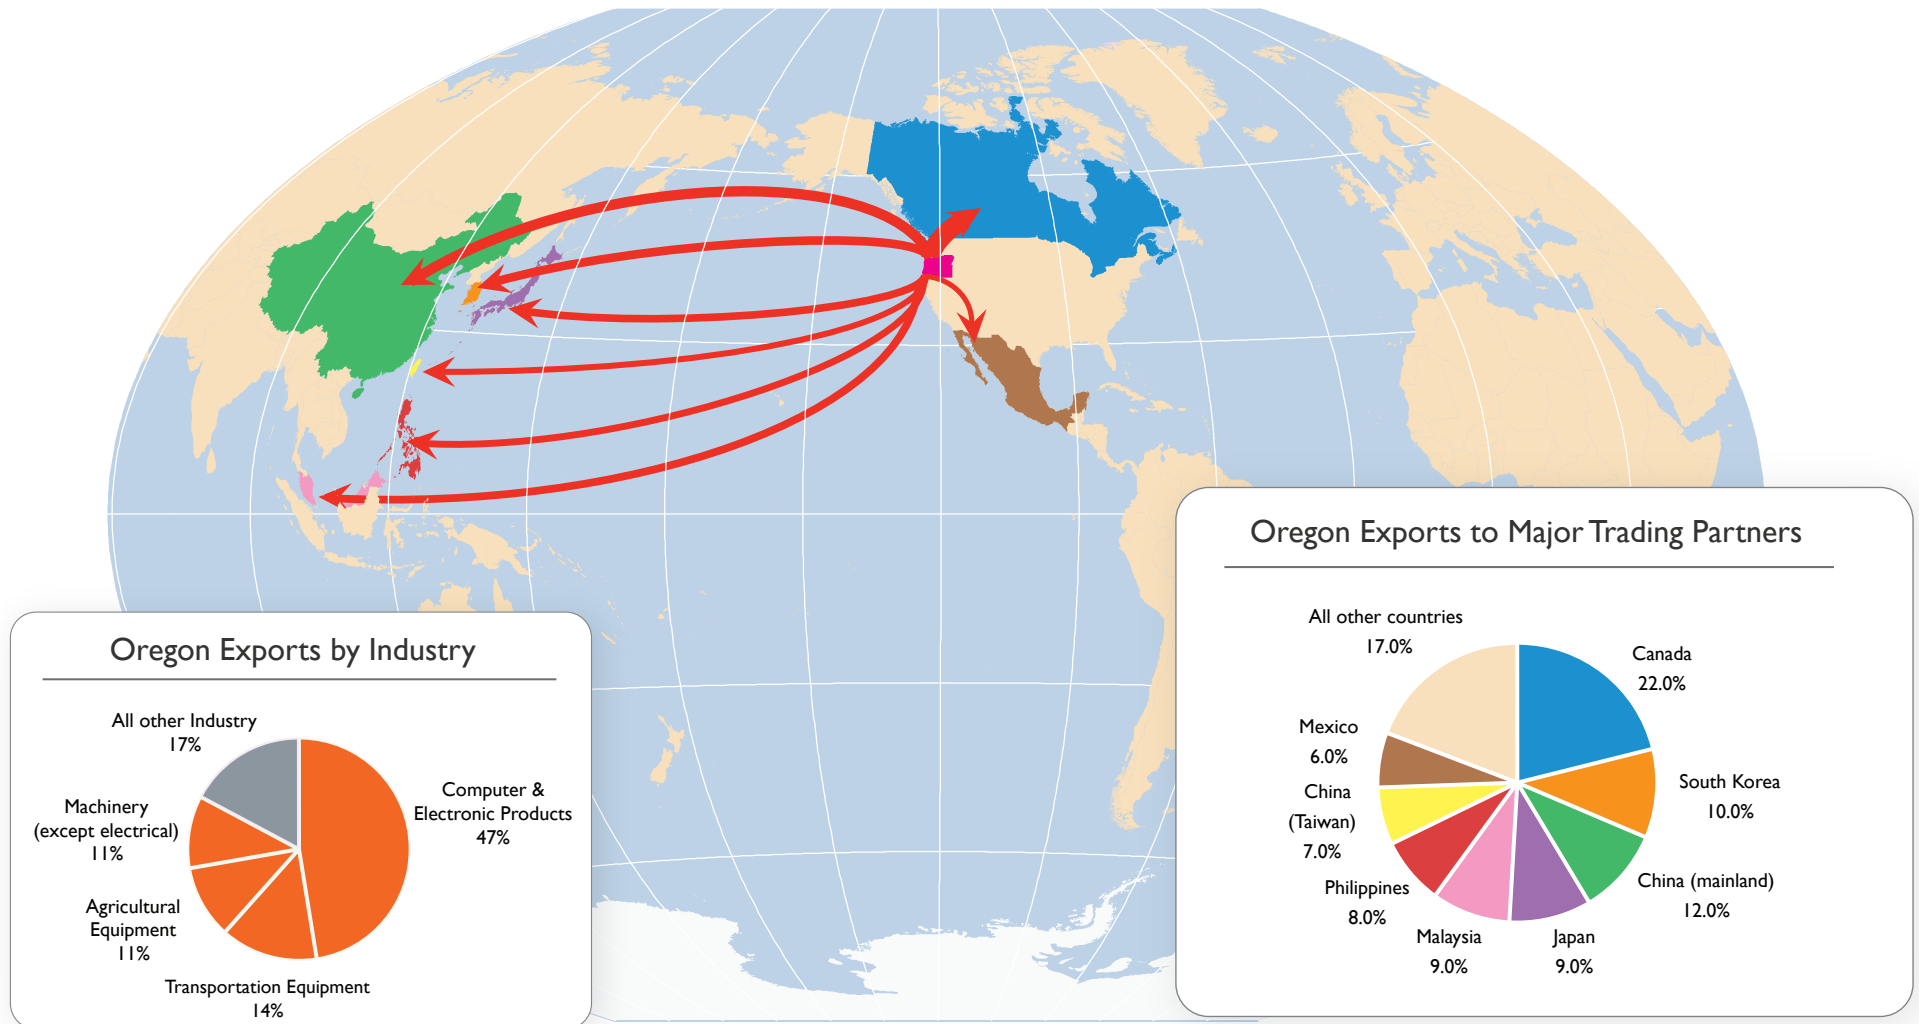 Oregon Exports to Major Trading Partners
All other countries
17.0%
Canada
22.0%
Mexico
6.0%
South Korea
10.0%
China
(Taiwan)
7.0%
China (mainland)
12.0%
Philippines
8.0%
Malaysia
9.0%
Japan
9.0%
Oregon Exports by Industry
All other Industry
17%
Computer &
Electronic Products
47%
Machinery
(except electrical)
11%
Agricultural
Equipment
11%
Transportation Equipment
14%